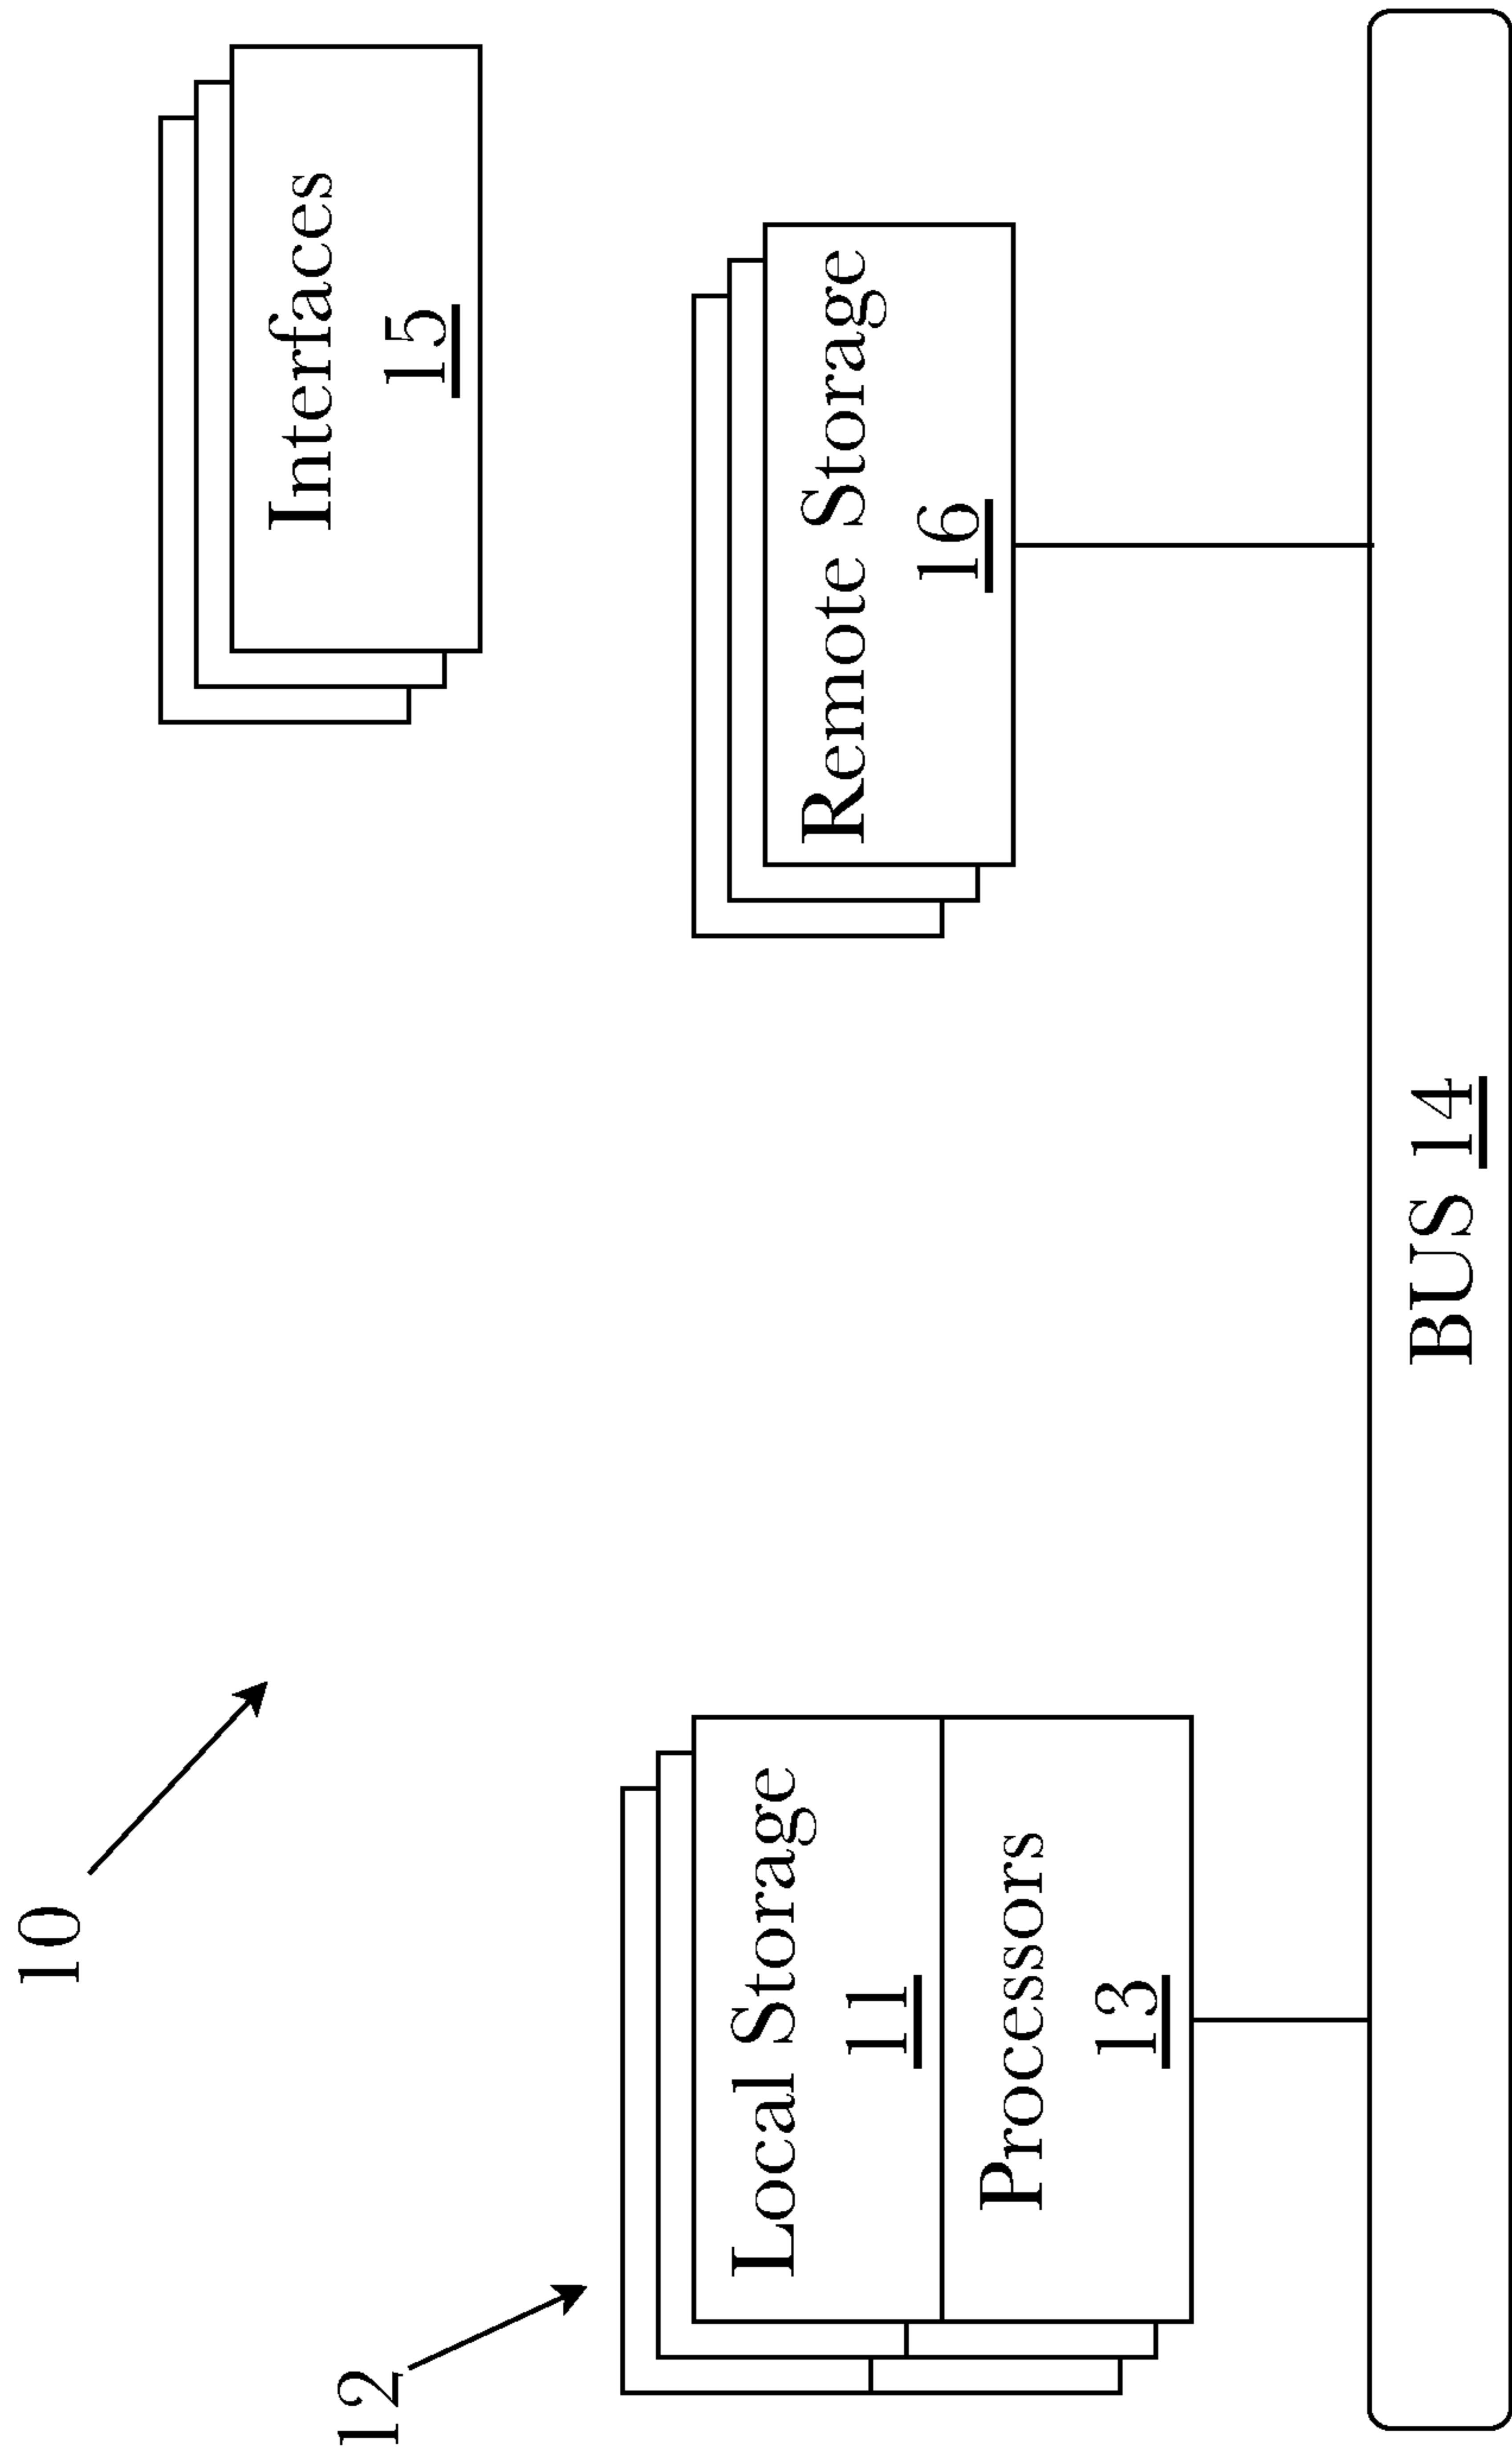 10
12
Interfaces
15
Local Storage
11
Processors
13
Remote Storage
16
BUS 14